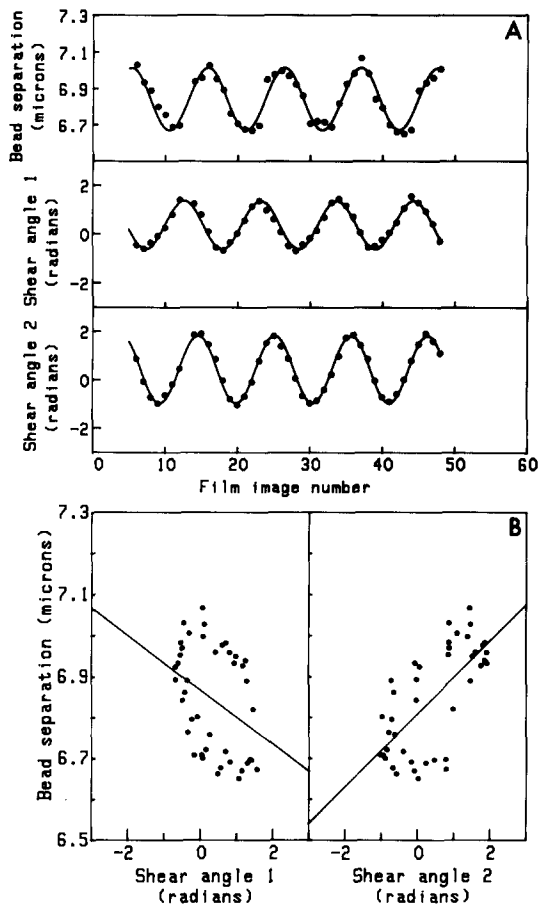 A
Bead separation
(microns)
7.3
7.1
6.9
6.7
Shear angle 1
(radians)
2
0
-2
Shear angle 2
(radians)
2
0
-2
0 10 20 30 40 50 60
Film image number
B
Bead separation (microns)
7.3
7.1
6.9
6.7
6.5
-2 0 2 -2 0 2
Shear angle 1 Shear angle 2
(radians) (radians)